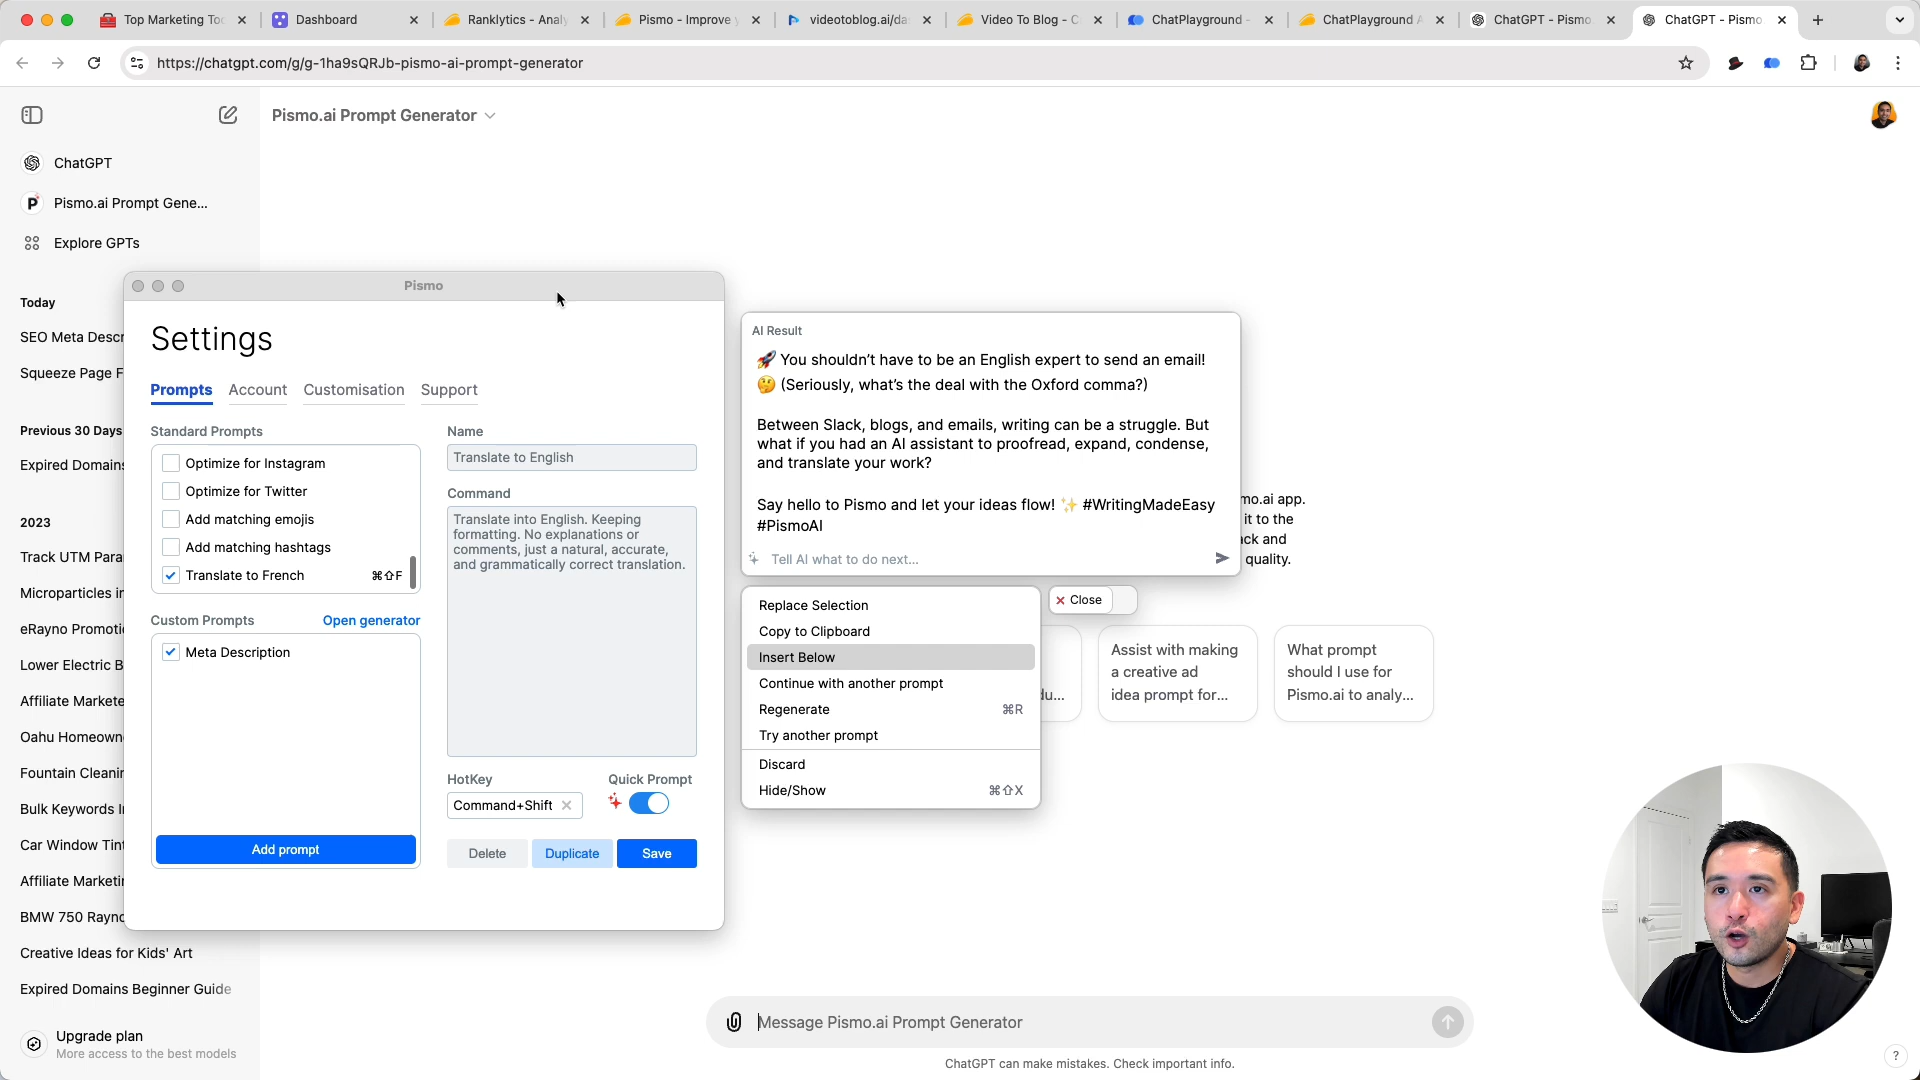 Top Marketing To
Dashboard
Ranklytics - Anal
Pismo - Improve
videotoblog.ai/da
Video To Blog - C
ChatPlayground -
ChatPlayground A
ChatGPT - Pismo
ChatGPT - Pismo
https://chatgpt.com/g/g-1ha9sQRJb-pismo-ai-prompt-generator
Pismo.ai Prompt Generator
ChatGPT
Pismo.ai Prompt Gene...
Explore GPTs
Today
SEO Meta Descr
Squeeze Page F
Previous 30 Days
Expired Domains
2023
Track UTM Para
Microparticles in
eRayno Promoti
Lower Electric B
Affiliate Markete
Oahu Homeown
Fountain Cleanin
Bulk Keywords I
Car Window Tint
Affiliate Marketin
BMW 750 Rayno
Creative Ideas for Kids' Art
Expired Domains Beginner Guide
Upgrade plan
More access to the best models
Pismo
Settings
Prompts Account Customisation Support
Standard Prompts
Optimize for Instagram
Optimize for Twitter
Add matching emojis
Add matching hashtags
Translate to French ⌘⇧F
Custom Prompts Open generator
Meta Description
Add prompt
Name
Translate to English
Command
Translate into English. Keeping
formatting. No explanations or
comments, just a natural, accurate,
and grammatically correct translation.
HotKey Quick Prompt
Command+Shift
Delete Duplicate Save
AI Result
🚀 You shouldn’t have to be an English expert to send an email!
🤔 (Seriously, what’s the deal with the Oxford comma?)
Between Slack, blogs, and emails, writing can be a struggle. But
what if you had an AI assistant to proofread, expand, condense,
and translate your work?
Say hello to Pismo and let your ideas flow! ✨ #WritingMadeEasy
#PismoAI
Tell AI what to do next...
Replace Selection
Copy to Clipboard
Insert Below
Continue with another prompt
Regenerate ⌘R
Try another prompt
Discard
Hide/Show ⌘⇧X
Close
mo.ai app.
it to the
ack and
quality.
du...
Assist with making
a creative ad
idea prompt for...
What prompt
should I use for
Pismo.ai to analy...
Message Pismo.ai Prompt Generator
ChatGPT can make mistakes. Check important info.
?